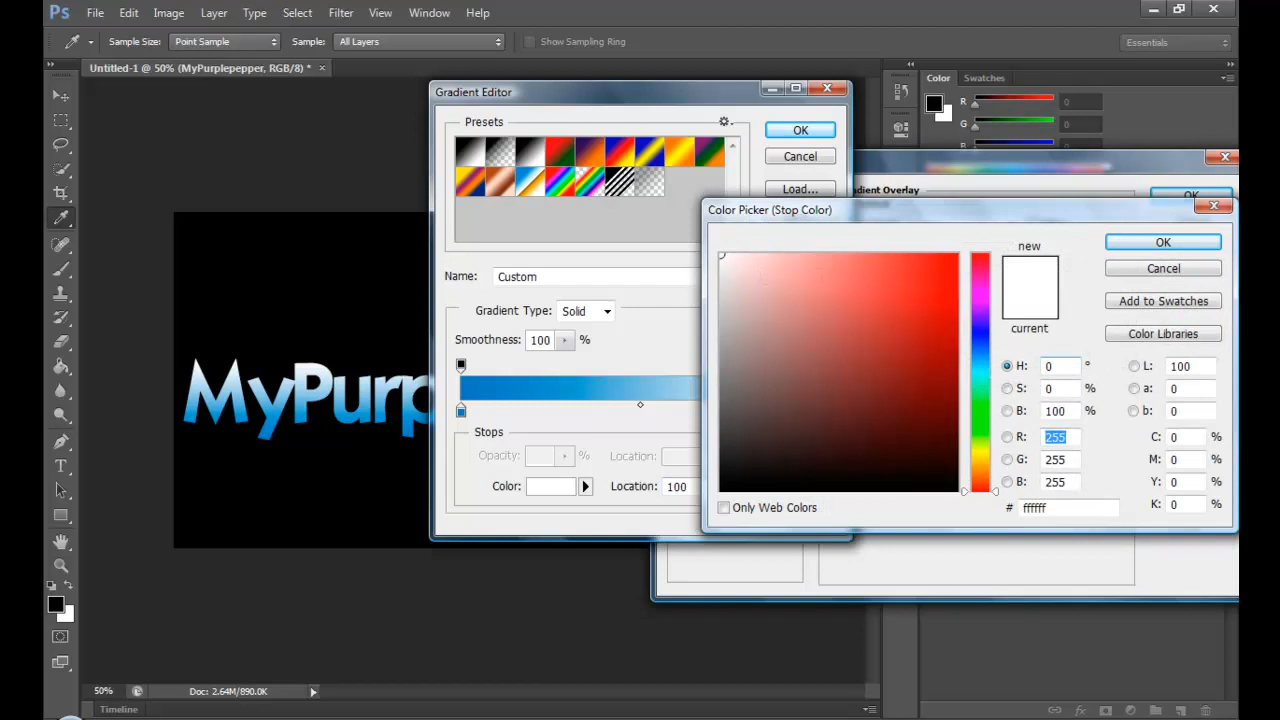 Ps File Edit Image Layer Type Select Filter View Window Help
Sample Size: Point Sample Sample: All Layers Show Sampling Ring Essentials
Untitled-1 @ 50% (MyPurplepepper, RGB/8) * ×
Color Swatches
Gradient Editor
R 0
G 0
Presets
OK
Cancel
Load...
Gradient Overlay
OK
Color Picker (Stop Color)
new
OK
Cancel
Add to Swatches
current
Color Libraries
Name: Custom
Gradient Type: Solid
Smoothness: 100 %
MyPurp
H: 0 ° L: 100
S: 0 % a: 0
B: 100 % b: 0
R: 255 C: 0 %
G: 255 M: 0 %
B: 255 Y: 0 %
# ffffff K: 0 %
Only Web Colors
Stops
Opacity: % Location:
Color: Location: 100
50% Doc: 2.64M/890.0K
Timeline